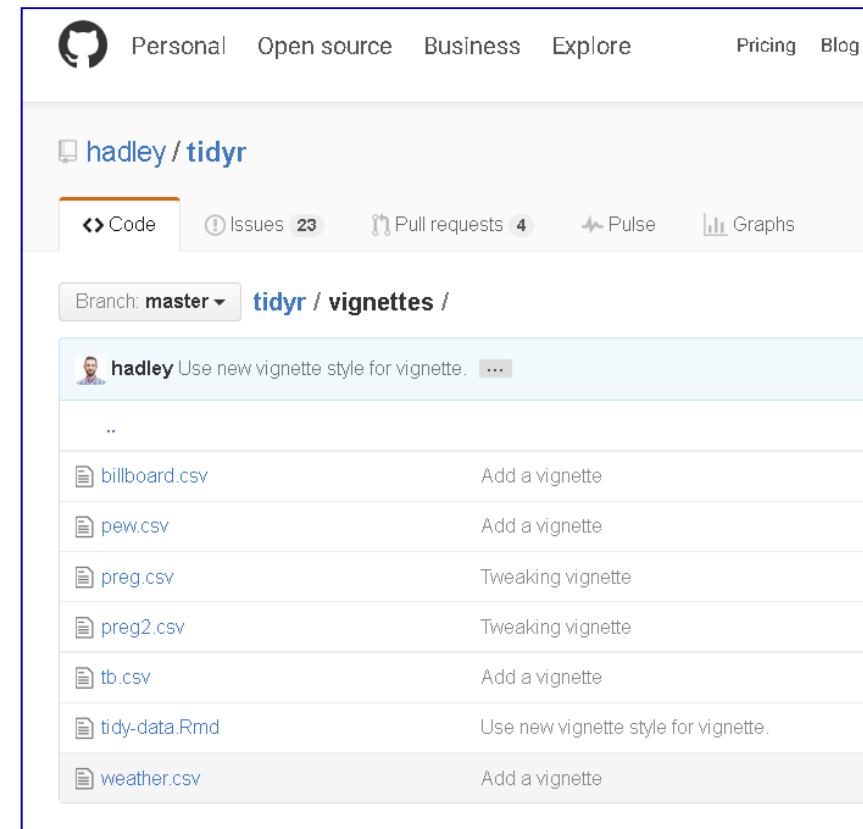 Personal Open source Business Explore Pricing Blog
hadley / tidyr
<> Code Issues 23 Pull requests 4 Pulse Graphs
Branch: master tidyr / vignettes /
hadley Use new vignette style for vignette. ...
..
billboard.csv Add a vignette
pew.csv Add a vignette
preg.csv Tweaking vignette
preg2.csv Tweaking vignette
tb.csv Add a vignette
tidy-data.Rmd Use new vignette style for vignette.
weather.csv Add a vignette